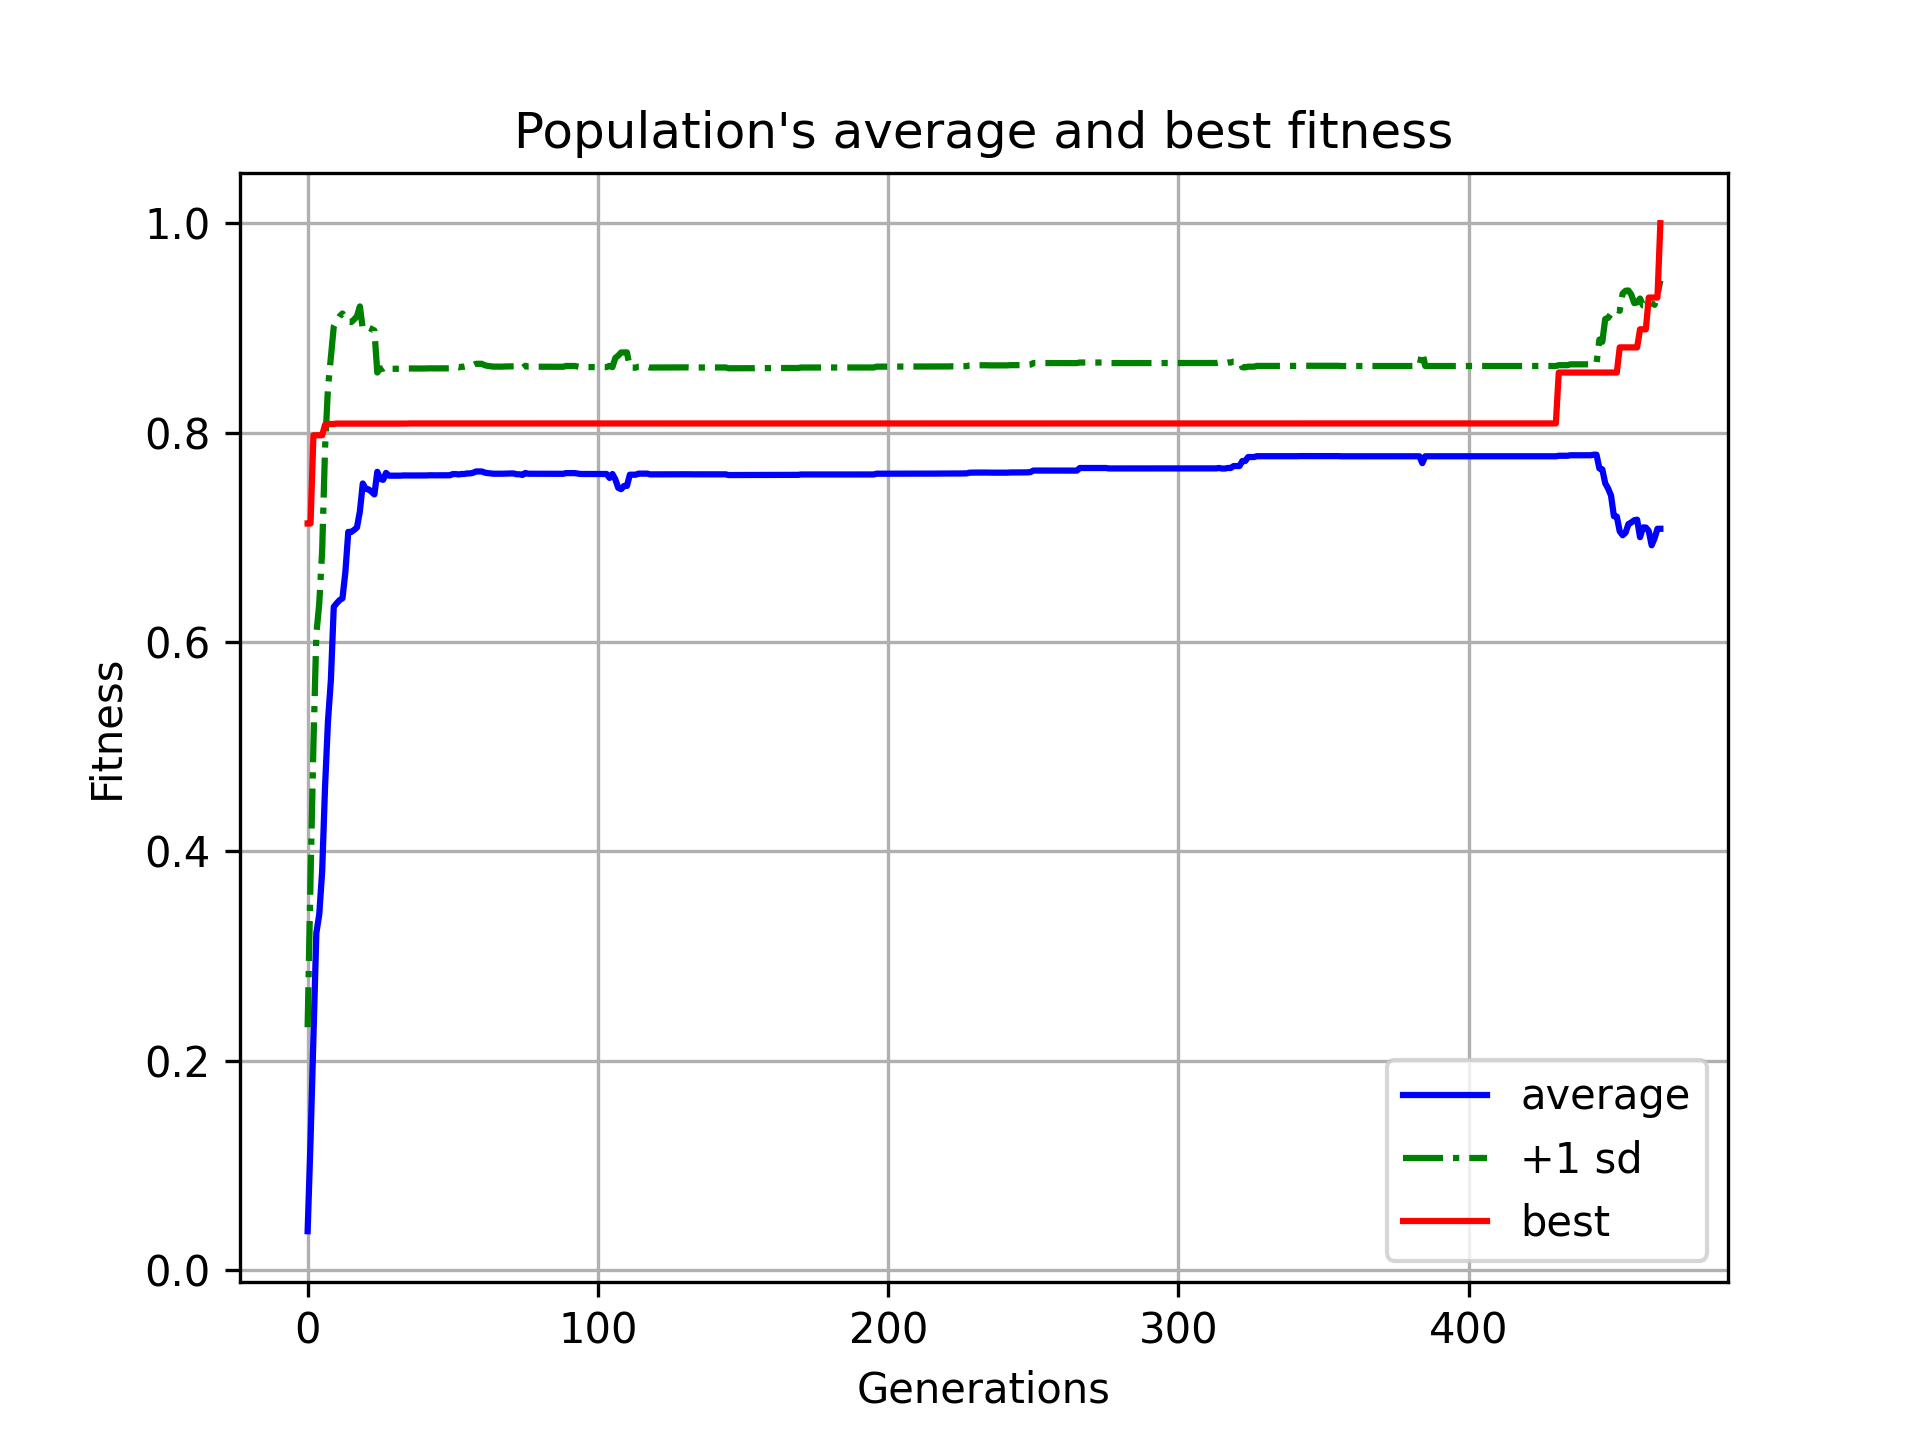 Population's average and best fitness
1.0
0.8
0.6
0.4
0.2
0.0
Fitness
0 100 200 300 400
Generations
average
+1 sd
best